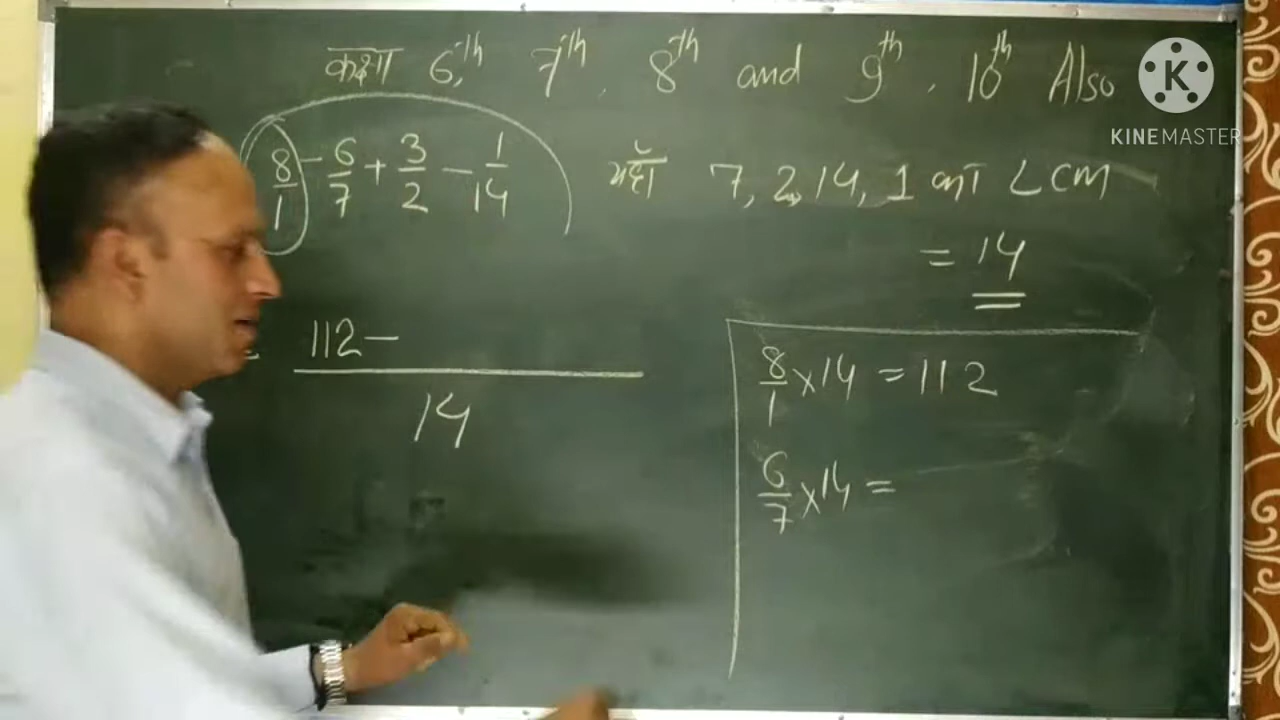 कक्षा 6th, 7th, 8th and 9th, 10th Also
K
KINEMASTER
8/1 - 6/7 + 3/2 - 1/14
यहाँ 7, 2, 14, 1 का LCM
= 14
= 112 -
14
8/1 x 14 = 112
6/7 x 14 =